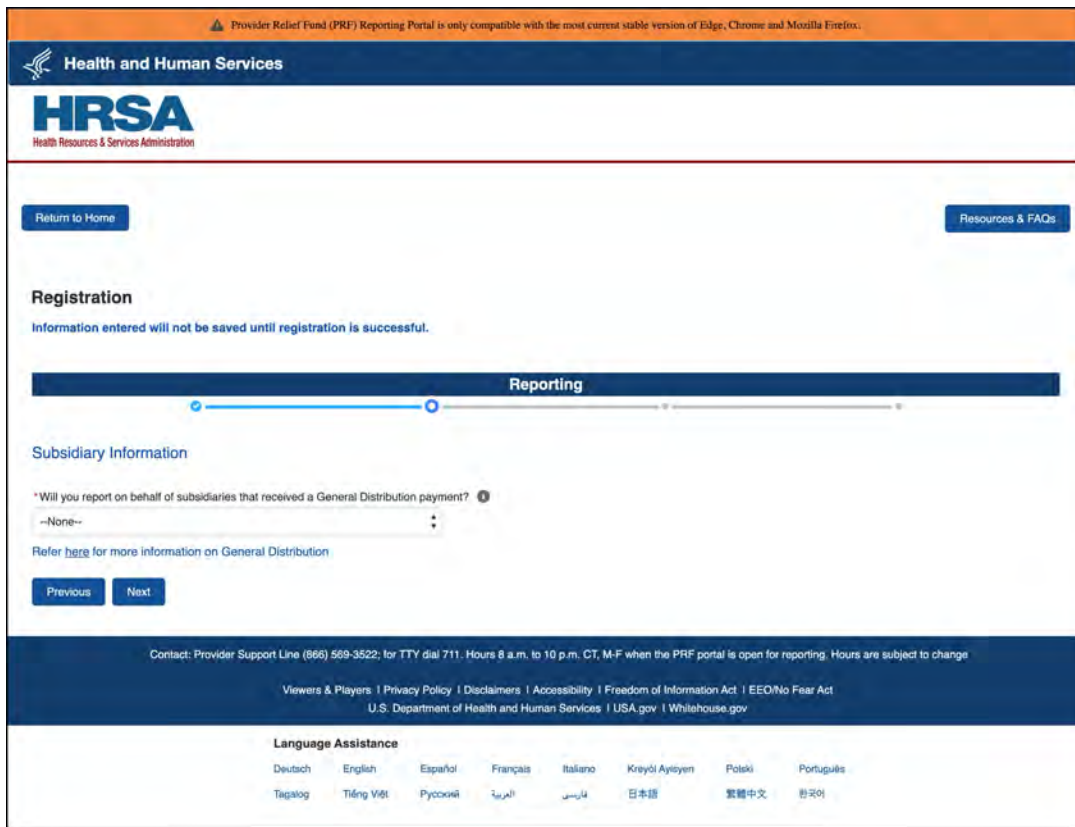 Provider Relief Fund (PRF) Reporting Portal is only compatible with the most current stable version of Edge, Chrome and Mozilla Firefox.
Health and Human Services
HRSA
Health Resources & Services Administration
Return to Home
Resources & FAQs
Registration
Information entered will not be saved until registration is successful.
Reporting
Subsidiary Information
*Will you report on behalf of subsidiaries that received a General Distribution payment?
--None--
Refer here for more information on General Distribution
Previous Next
Contact: Provider Support Line (866) 569-3522; for TTY dial 711. Hours 8 a.m. to 10 p.m. CT, M-F when the PRF portal is open for reporting. Hours are subject to change
Viewers & Players | Privacy Policy | Disclaimers | Accessibility | Freedom of Information Act | EEO/No Fear Act
U.S. Department of Health and Human Services | USA.gov | Whitehouse.gov
Language Assistance
Deutsch English Español Français Italiano Kreyòl Ayisyen Polski Português
Tagalog Tiếng Việt Русский العربية فارسی 日本語 繁體中文 한국어